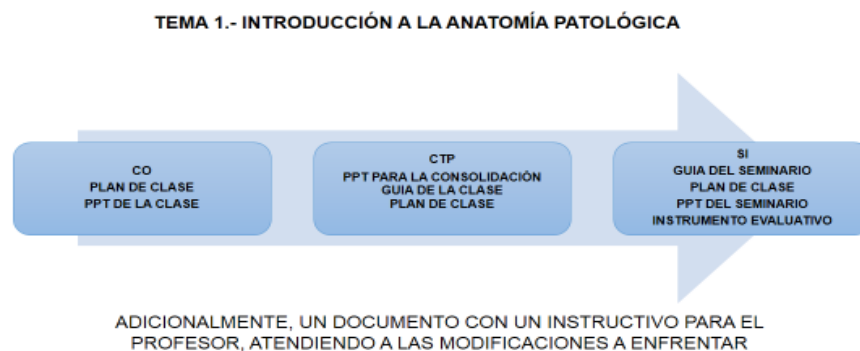 TEMA 1.- INTRODUCCIÓN A LA ANATOMÍA PATOLÓGICA
CO
PLAN DE CLASE
PPT DE LA CLASE
CTP
PPT PARA LA CONSOLIDACIÓN
GUIA DE LA CLASE
PLAN DE CLASE
SI
GUIA DEL SEMINARIO
PLAN DE CLASE
PPT DEL SEMINARIO
INSTRUMENTO EVALUATIVO
ADICIONALMENTE, UN DOCUMENTO CON UN INSTRUCTIVO PARA EL
PROFESOR, ATENDIENDO A LAS MODIFICACIONES A ENFRENTAR